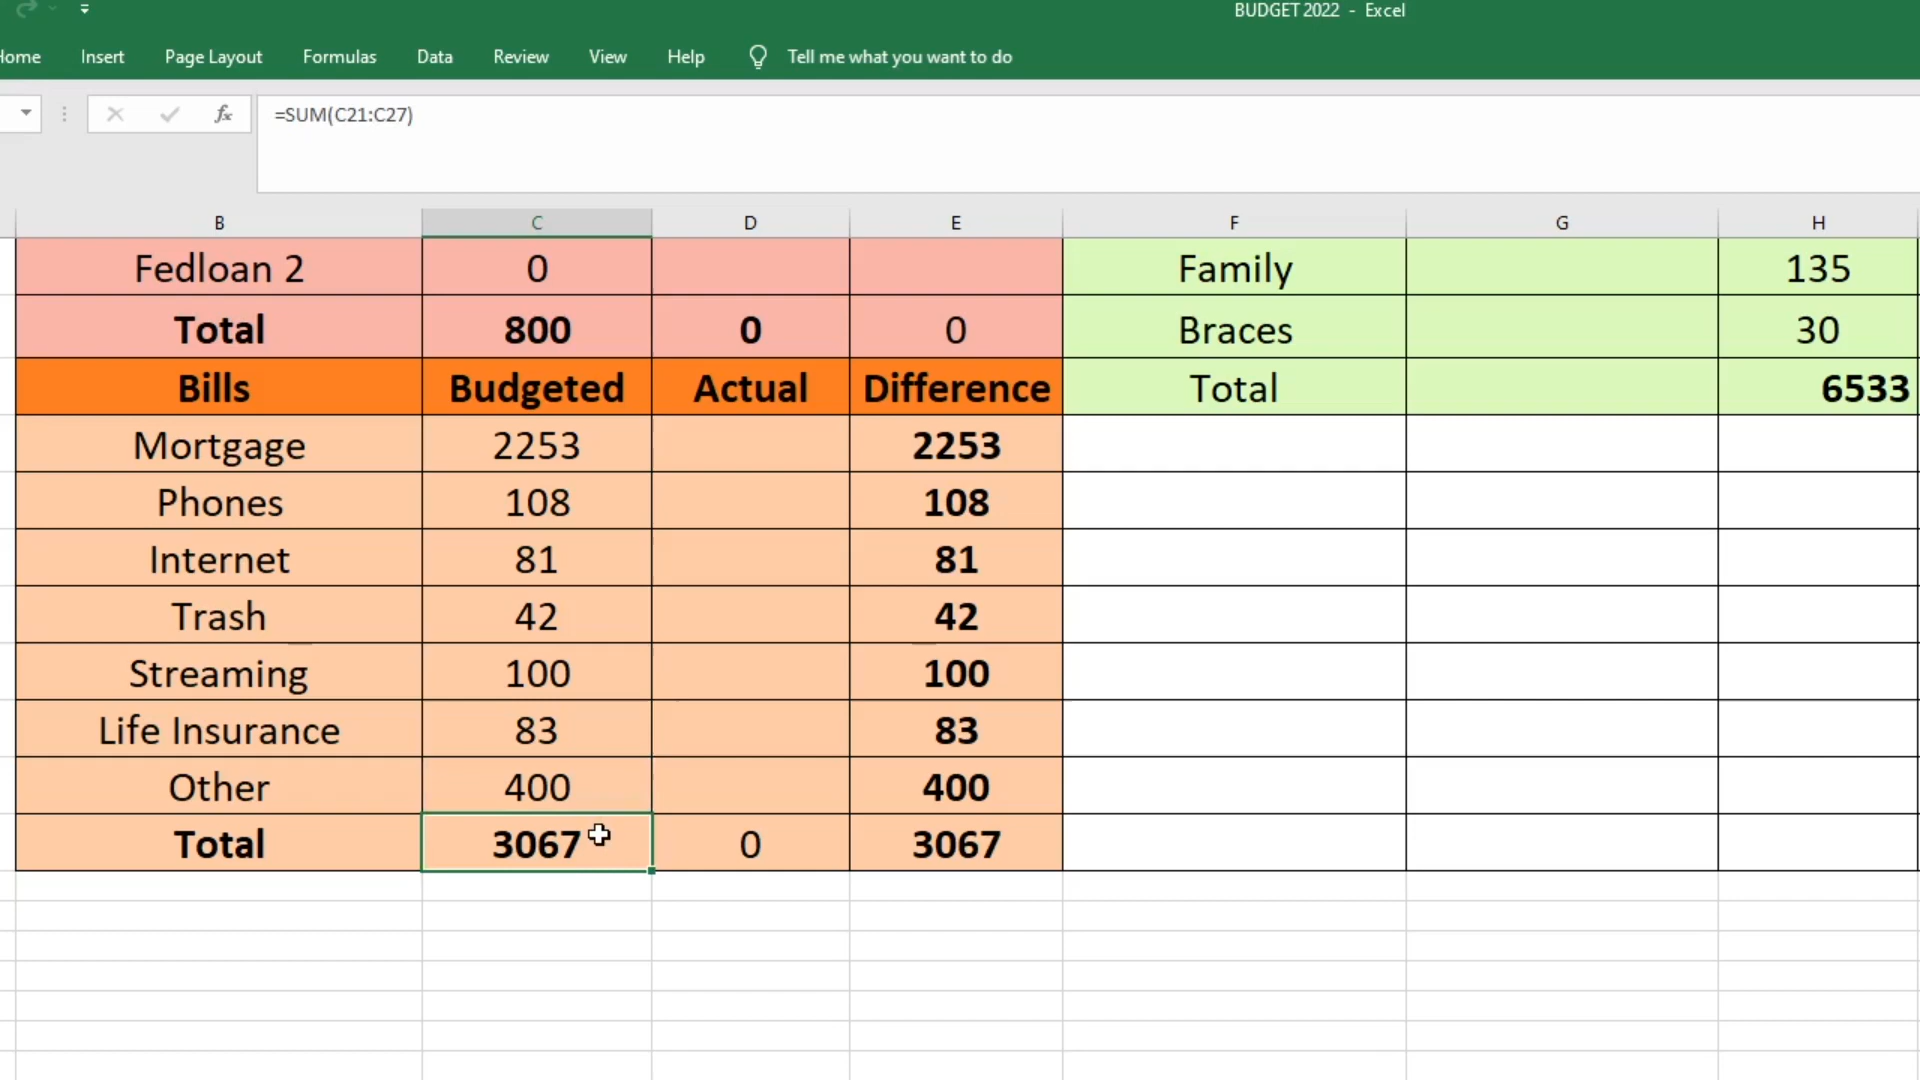 BUDGET 2022 - Excel
Home Insert Page Layout Formulas Data Review View Help Tell me what you want to do
fx =SUM(C21:C27)
B C D E F G H
Fedloan 2 0 Family 135
Total 800 0 0 Braces 30
Bills Budgeted Actual Difference Total 6533
Mortgage 2253 2253
Phones 108 108
Internet 81 81
Trash 42 42
Streaming 100 100
Life Insurance 83 83
Other 400 400
Total 3067 0 3067